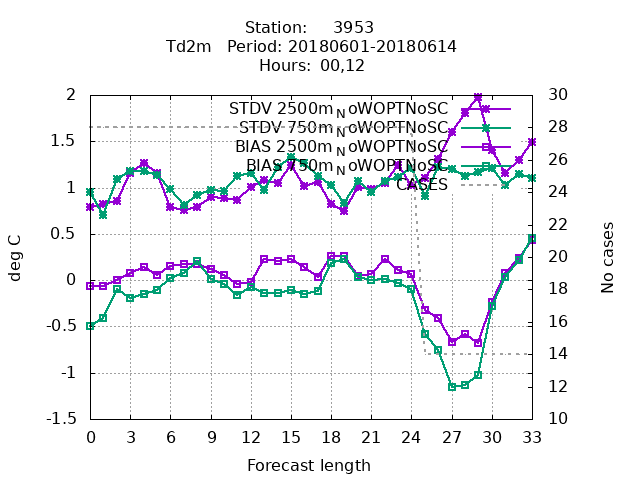 Station: 3953
Td2m Period: 20180601-20180614
Hours: 00,12
2
1.5
1
0.5
0
-0.5
-1
-1.5
deg C
30
28
26
24
22
20
18
16
14
12
10
No cases
STDV 2500m_NoWOPTNoSC
STDV 750m_NoWOPTNoSC
BIAS 2500m_NoWOPTNoSC
BIAS 750m_NoWOPTNoSC
CASES
0 3 6 9 12 15 18 21 24 27 30 33
Forecast length